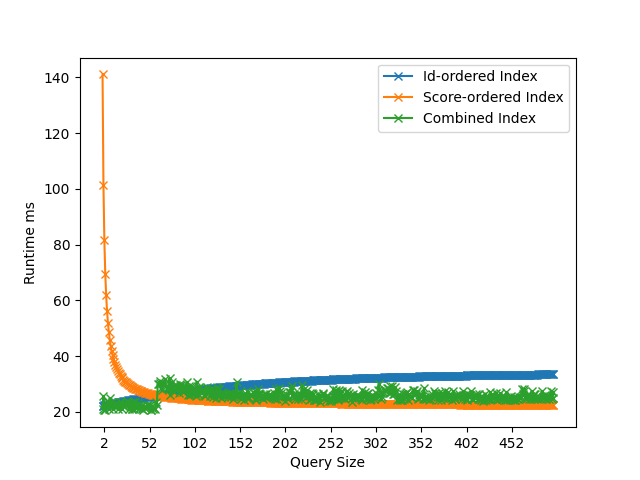 Id-ordered Index
Score-ordered Index
Combined Index
140
120
100
80
60
40
20
Runtime ms
2 52 102 152 202 252 302 352 402 452
Query Size